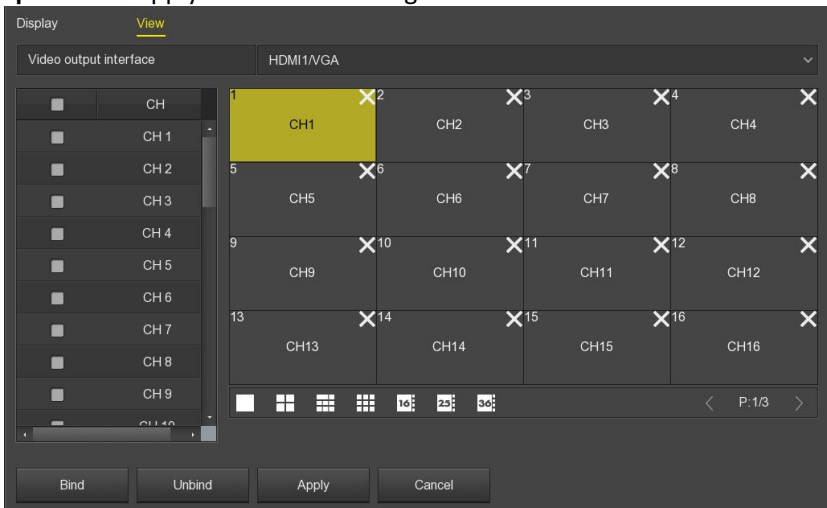 Display View
Video output interface HDMI1/VGA
CH
CH 1
CH 2
CH 3
CH 4
CH 5
CH 6
CH 7
CH 8
CH 9
1 2 3 4
CH1 CH2 CH3 CH4
5 6 7 8
CH5 CH6 CH7 CH8
9 10 11 12
CH9 CH10 CH11 CH12
13 14 15 16
CH13 CH14 CH15 CH16
16 25 36 P:1/3
Bind Unbind Apply Cancel